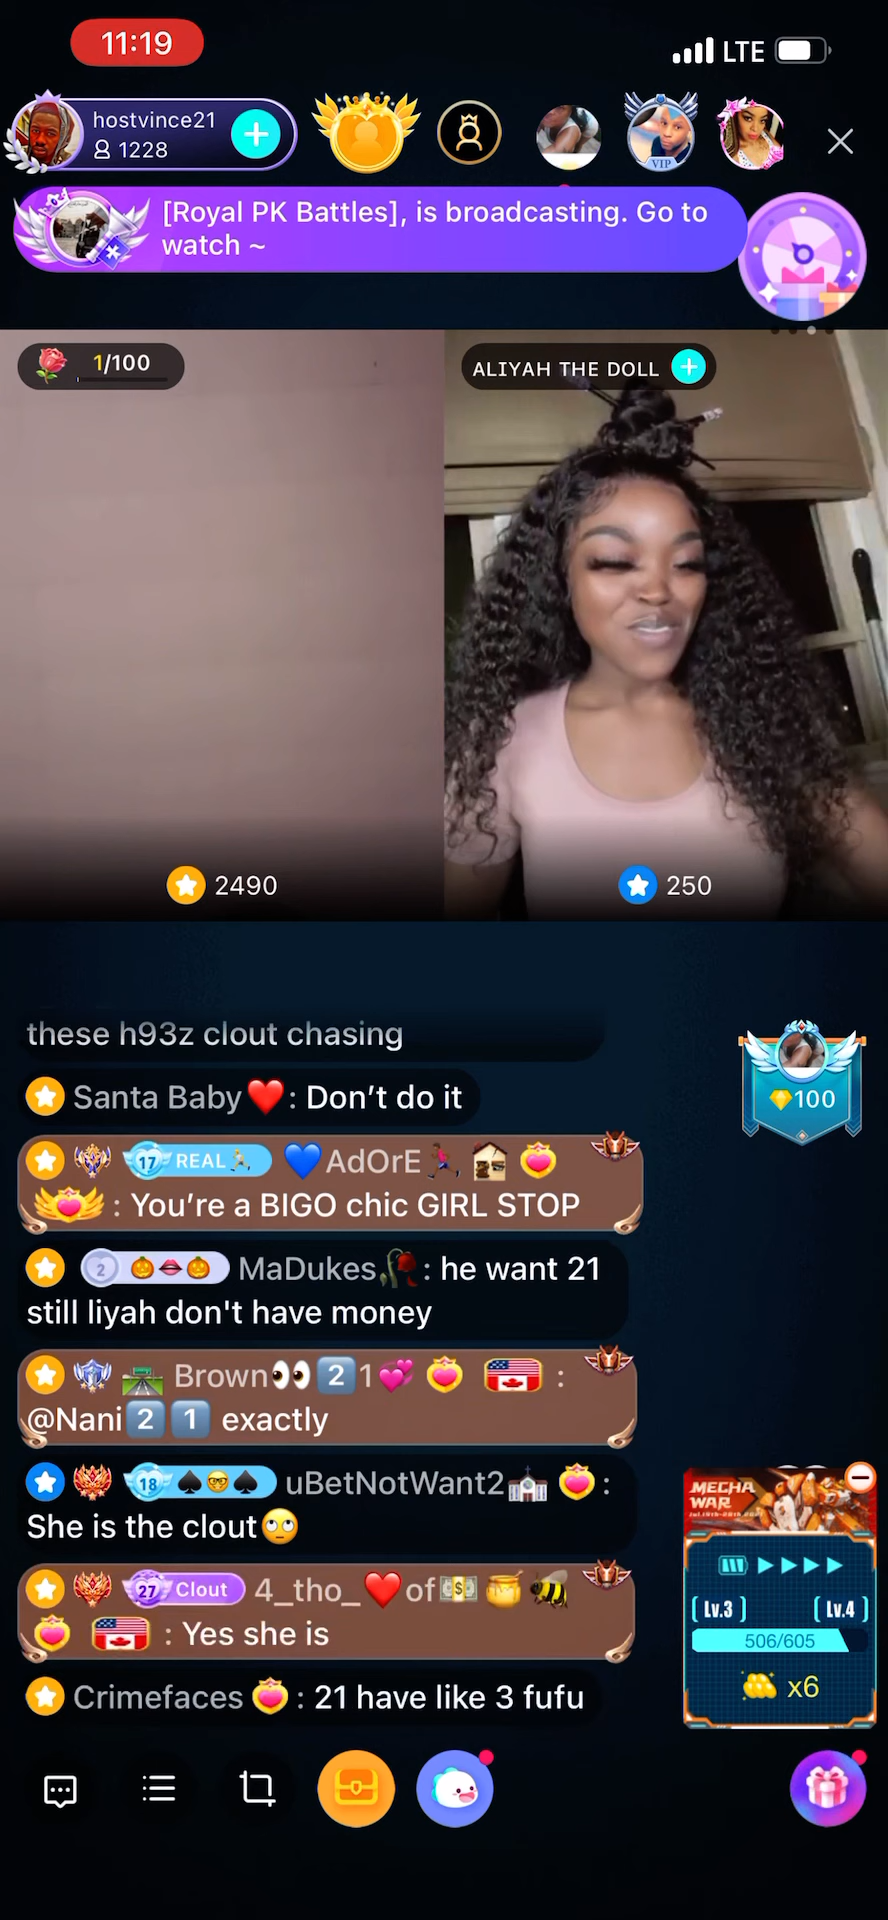 11:19 LTE
hostvince21
1228
VIP
[Royal PK Battles], is broadcasting. Go to
watch ~
1/100
ALIYAH THE DOLL
2490
250
these h93z clout chasing
100
Santa Baby❤️: Don’t do it
17 REAL🏃 💙AdOrE🏃🏿‍♀️🏚️
: You’re a BIGO chic GIRL STOP
2 🎃👄🎃 MaDukes🥀: he want 21
still liyah don't have money
🛣️ Brown👀2️⃣1💞 :
@Nani2️⃣1️⃣ exactly
18 ♠️🤓♠️ uBetNotWant2💒 :
She is the clout🙄
27 Clout 4_tho_❤️of💵🍯🐝
: Yes she is
Crimefaces : 21 have like 3 fufu
MECHA
WAR
Lv.3 Lv.4
506/605
x6